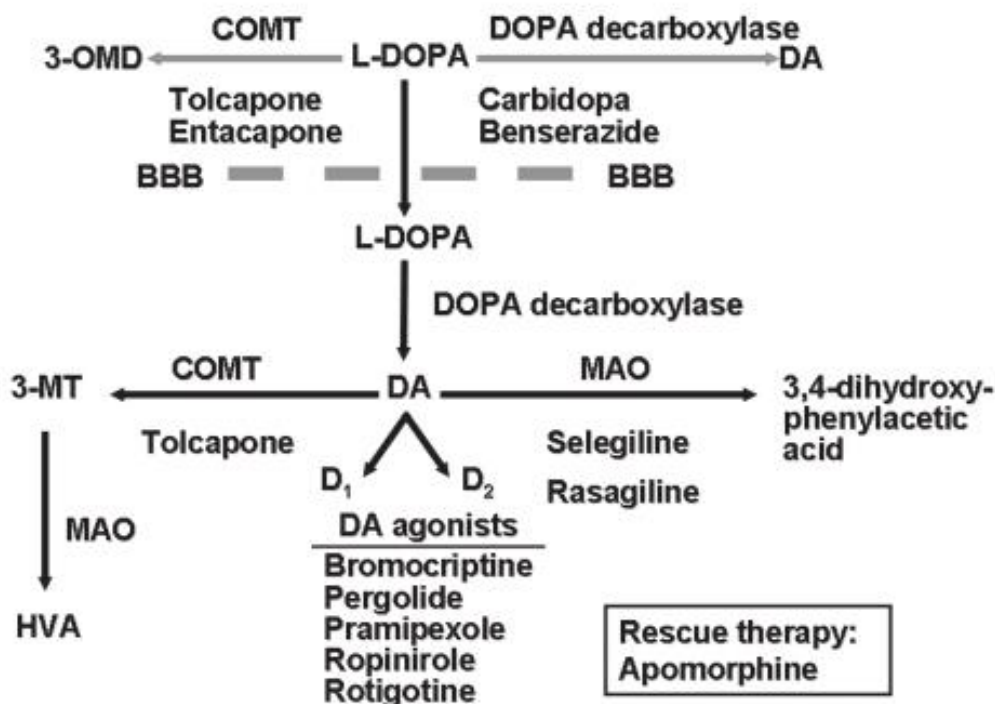 COMT
DOPA decarboxylase
3-OMD
L-DOPA
DA
Tolcapone
Entacapone
Carbidopa
Benserazide
BBB
BBB
L-DOPA
DOPA decarboxylase
3-MT
COMT
DA
MAO
3,4-dihydroxy-
phenylacetic
acid
Tolcapone
Selegiline
Rasagiline
D1
D2
MAO
DA agonists
Bromocriptine
Pergolide
Pramipexole
Ropinirole
Rotigotine
HVA
Rescue therapy:
Apomorphine